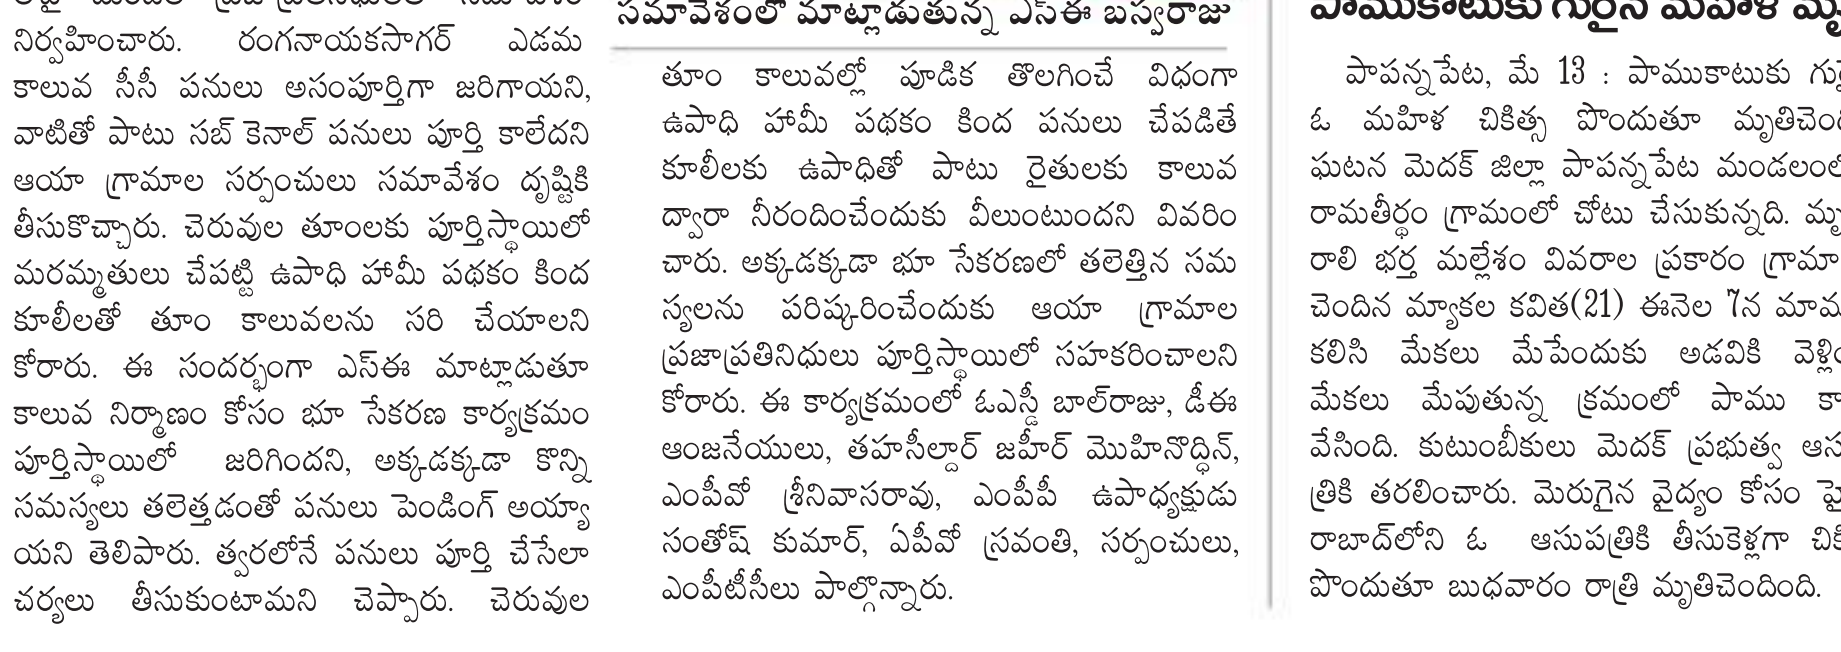 నిర్వహించారు. రంగనాయకసాగర్ ఎడమ
కాలువ సీసీ పనులు అసంపూర్తిగా జరిగాయని,
వాటితో పాటు సబ్ కెనాల్ పనులు పూర్తి కాలేదని
ఆయా గ్రామాల సర్పంచులు సమావేశం దృష్టికి
తీసుకొచ్చారు. చెరువుల తూంలకు పూర్తిస్థాయిలో
మరమ్మతులు చేపట్టి ఉపాధి హామీ పథకం కింద
కూలీలతో తూం కాలువలను సరి చేయాలని
కోరారు. ఈ సందర్భంగా ఎస్ఈ మాట్లాడుతూ
కాలువ నిర్మాణం కోసం భూ సేకరణ కార్యక్రమం
పూర్తిస్థాయిలో జరిగిందని, అక్కడక్కడా కొన్ని
సమస్యలు తలెత్తడంతో పనులు పెండింగ్ అయ్యా
యని తెలిపారు. త్వరలోనే పనులు పూర్తి చేసేలా
చర్యలు తీసుకుంటామని చెప్పారు. చెరువుల
సమావేశంలో మాట్లాడుతున్న ఎస్ఈ బస్వరాజు
తూం కాలువల్లో పూడిక తొలగించే విధంగా
ఉపాధి హామీ పథకం కింద పనులు చేపడితే
కూలీలకు ఉపాధితో పాటు రైతులకు కాలువ
ద్వారా నీరందించేందుకు వీలుంటుందని వివరిం
చారు. అక్కడక్కడా భూ సేకరణలో తలెత్తిన సమ
స్యలను పరిష్కరించేందుకు ఆయా గ్రామాల
ప్రజాప్రతినిధులు పూర్తిస్థాయిలో సహకరించాలని
కోరారు. ఈ కార్యక్రమంలో ఓఎస్డీ బాల్‌రాజు, డీఈ
ఆంజనేయులు, తహసీల్దార్ జహీర్ మొహినొద్ధిన్,
ఎంపీవో శ్రీనివాసరావు, ఎంపీపీ ఉపాధ్యక్షుడు
సంతోష్ కుమార్, ఏపీవో స్రవంతి, సర్పంచులు,
ఎంపీటీసీలు పాల్గొన్నారు.
పాముకాటుకు గురైన మహిళ
పాపన్నపేట, మే 13 : పాముకాటుకు
ఓ మహిళ చికిత్స పొందుతూ
ఘటన మెదక్ జిల్లా పాపన్నపేట
రామతీర్థం గ్రామంలో చోటు చేసుకున్నది.
రాలి భర్త మల్లేశం వివరాల ప్రకారం
చెందిన మ్యాకల కవిత(21) ఈనెల 7న
కలిసి మేకలు మేపేందుకు అడవికి
మేకలు మేపుతున్న క్రమంలో పాము
వేసింది. కుటుంబీకులు మెదక్ ప్రభుత్వ
త్రికి తరలించారు. మెరుగైన వైద్యం కోసం
రాబాద్‌లోని ఓ ఆసుపత్రికి తీసుకెళ్లగా
పొందుతూ బుధవారం రాత్రి మృతిచెందింది.